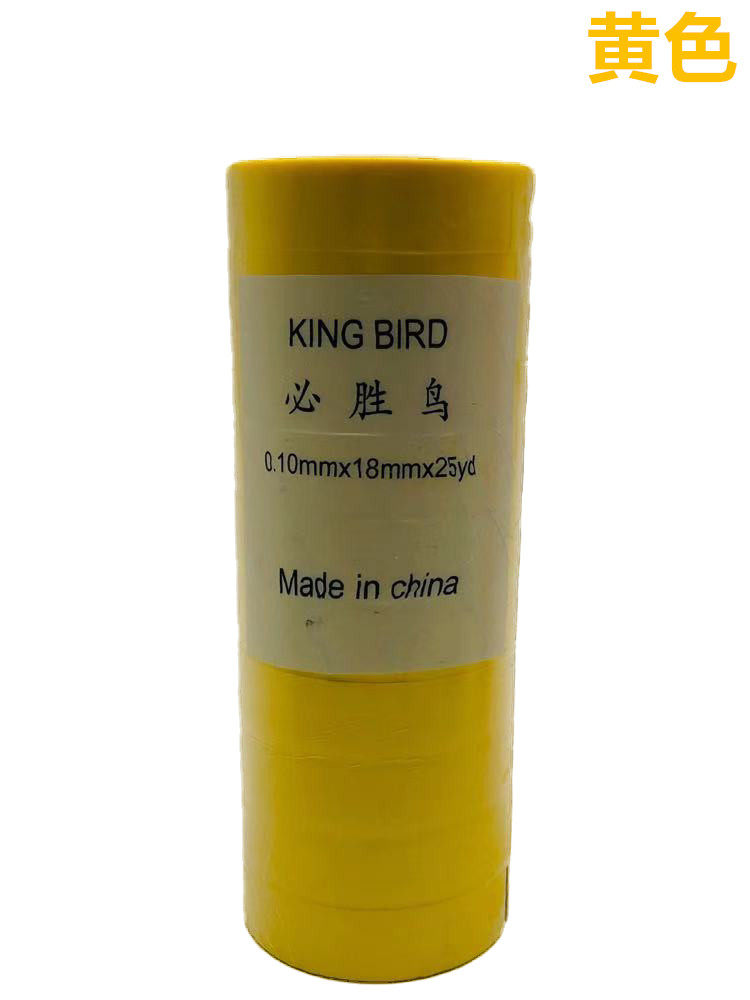 黄色
KING BIRD
必胜鸟
0.10mmx18mmx25yd
Made in china